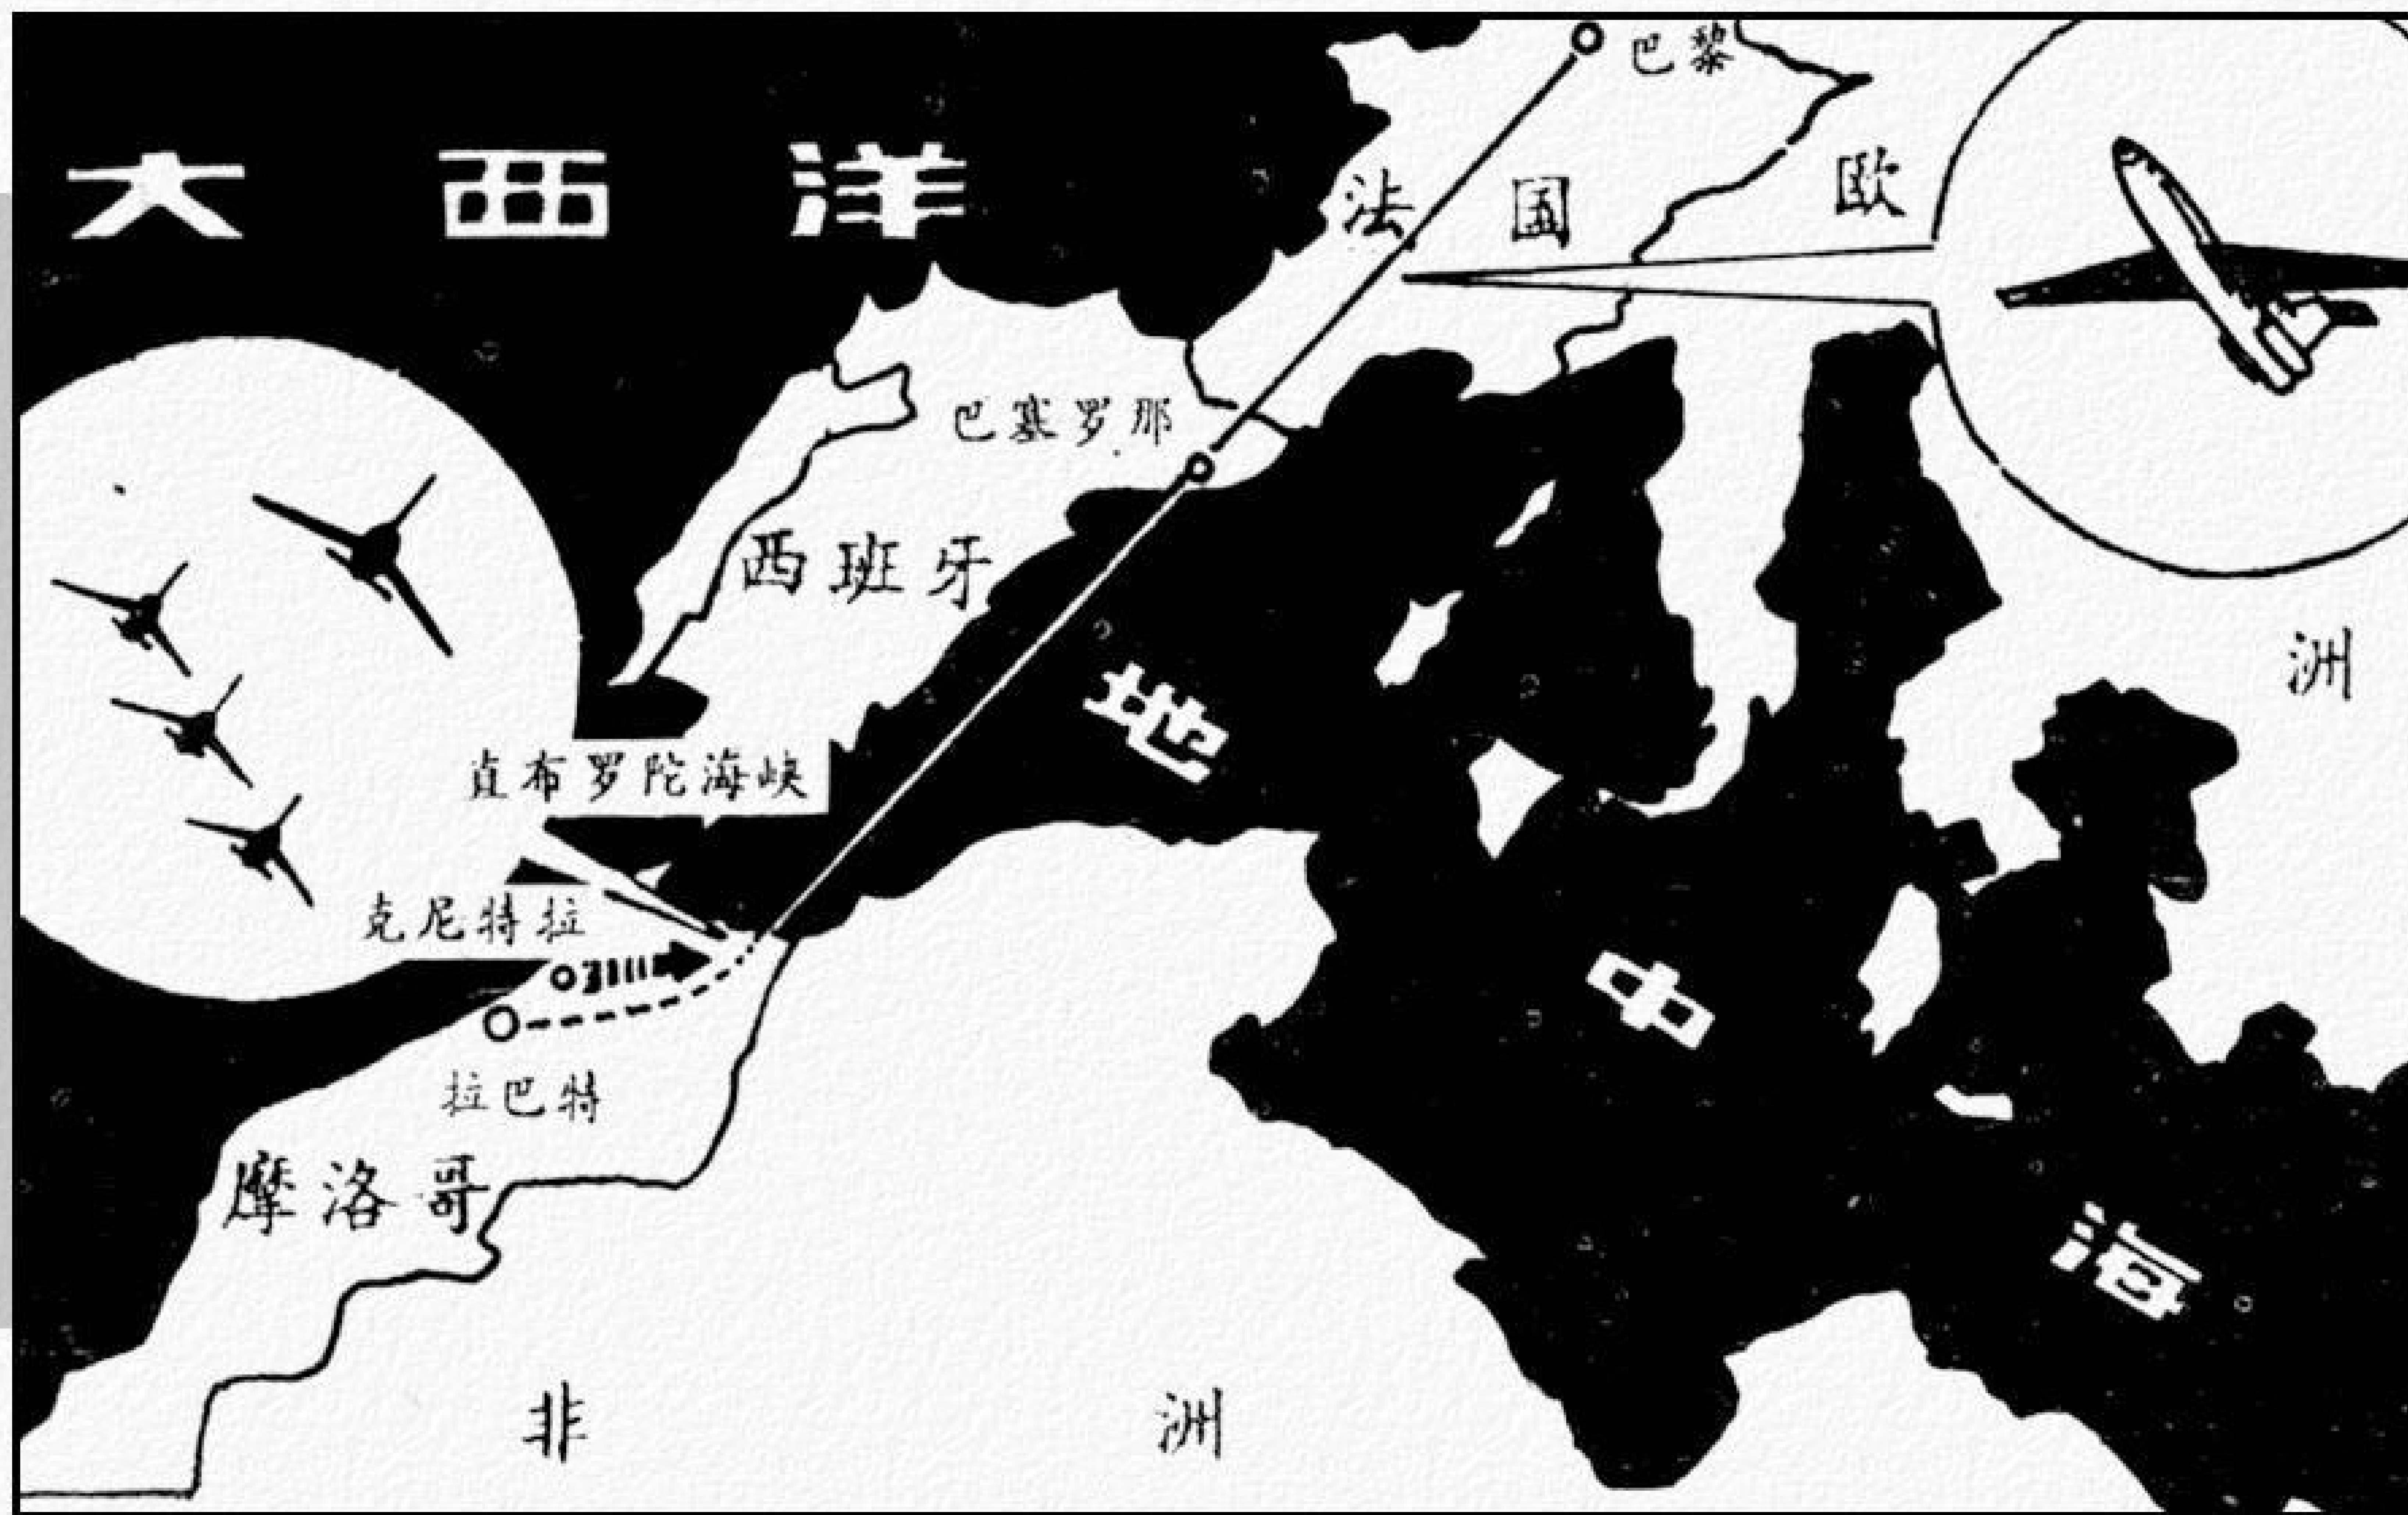 巴黎
大西洋
法国
欧
巴塞罗那
西班牙
洲
地
直布罗陀海峡
克尼特拉
中
拉巴特
摩洛哥
海
非洲